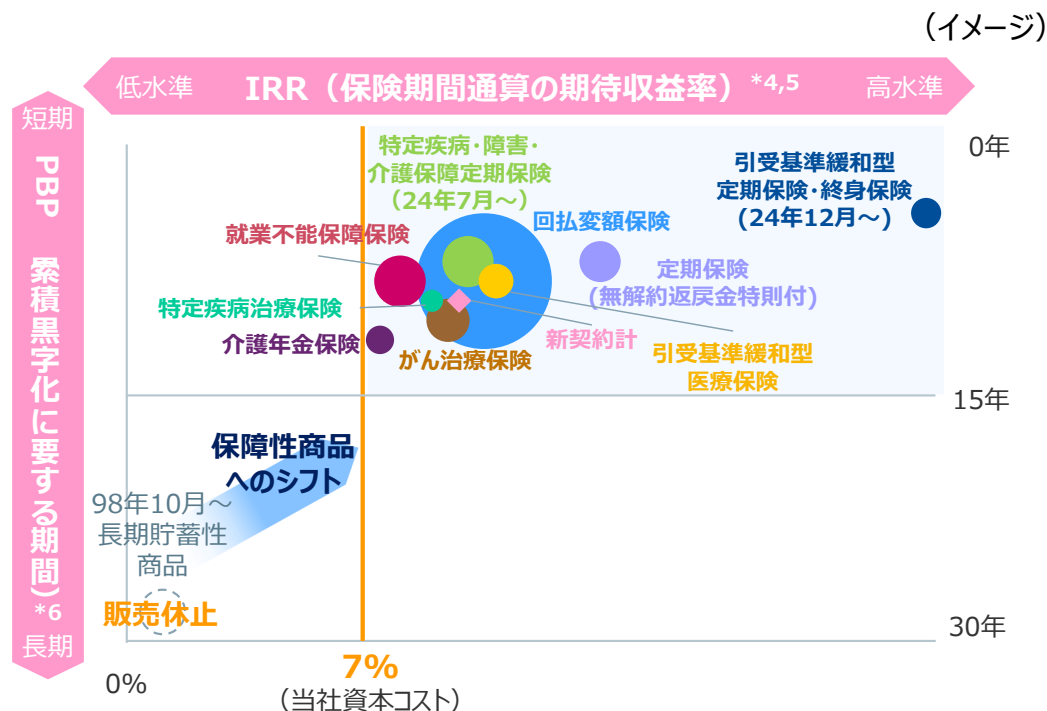 （イメージ）
低水準
IRR（保険期間通算の期待収益率）*4,5
高水準
短期
PBP　累積黒字化に要する期間）
*6
長期
0年
15年
30年
特定疾病・障害・
介護保障定期保険
(24年7月～)
引受基準緩和型
定期保険・終身保険
(24年12月～)
回払変額保険
就業不能保障保険
定期保険
(無解約返戻金特則付)
特定疾病治療保険
新契約計
介護年金保険
がん治療保険
引受基準緩和型
医療保険
保障性商品
へのシフト
98年10月～
長期貯蓄性
商品
販売休止
0%
7%
（当社資本コスト）